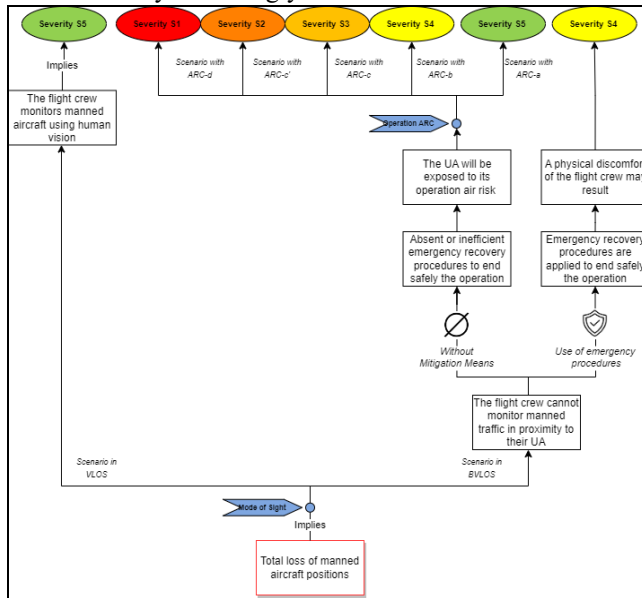 Severity S5
Severity S1
Severity S2
Severity S3
Severity S4
Severity S5
Severity S4
Implies
Scenario with
ARC-d
Scenario with
ARC-c'
Scenario with
ARC-c
Scenario with
ARC-b
Scenario with
ARC-a
The flight crew
monitors manned
aircraft using human
vision
Operation ARC
The UA will be
exposed to its
operation air risk
A physical discomfort
of the flight crew may
result
Absent or inefficient
emergency recovery
procedures to end
safely the operation
Emergency recovery
procedures are
applied to end safely
the operation
Without
Mitigation Means
Use of emergency
procedures
The flight crew cannot
monitor manned
traffic in proximity to
their UA
Scenario in
VLOS
Scenario in
BVLOS
Mode of Sight
Implies
Total loss of manned
aircraft positions